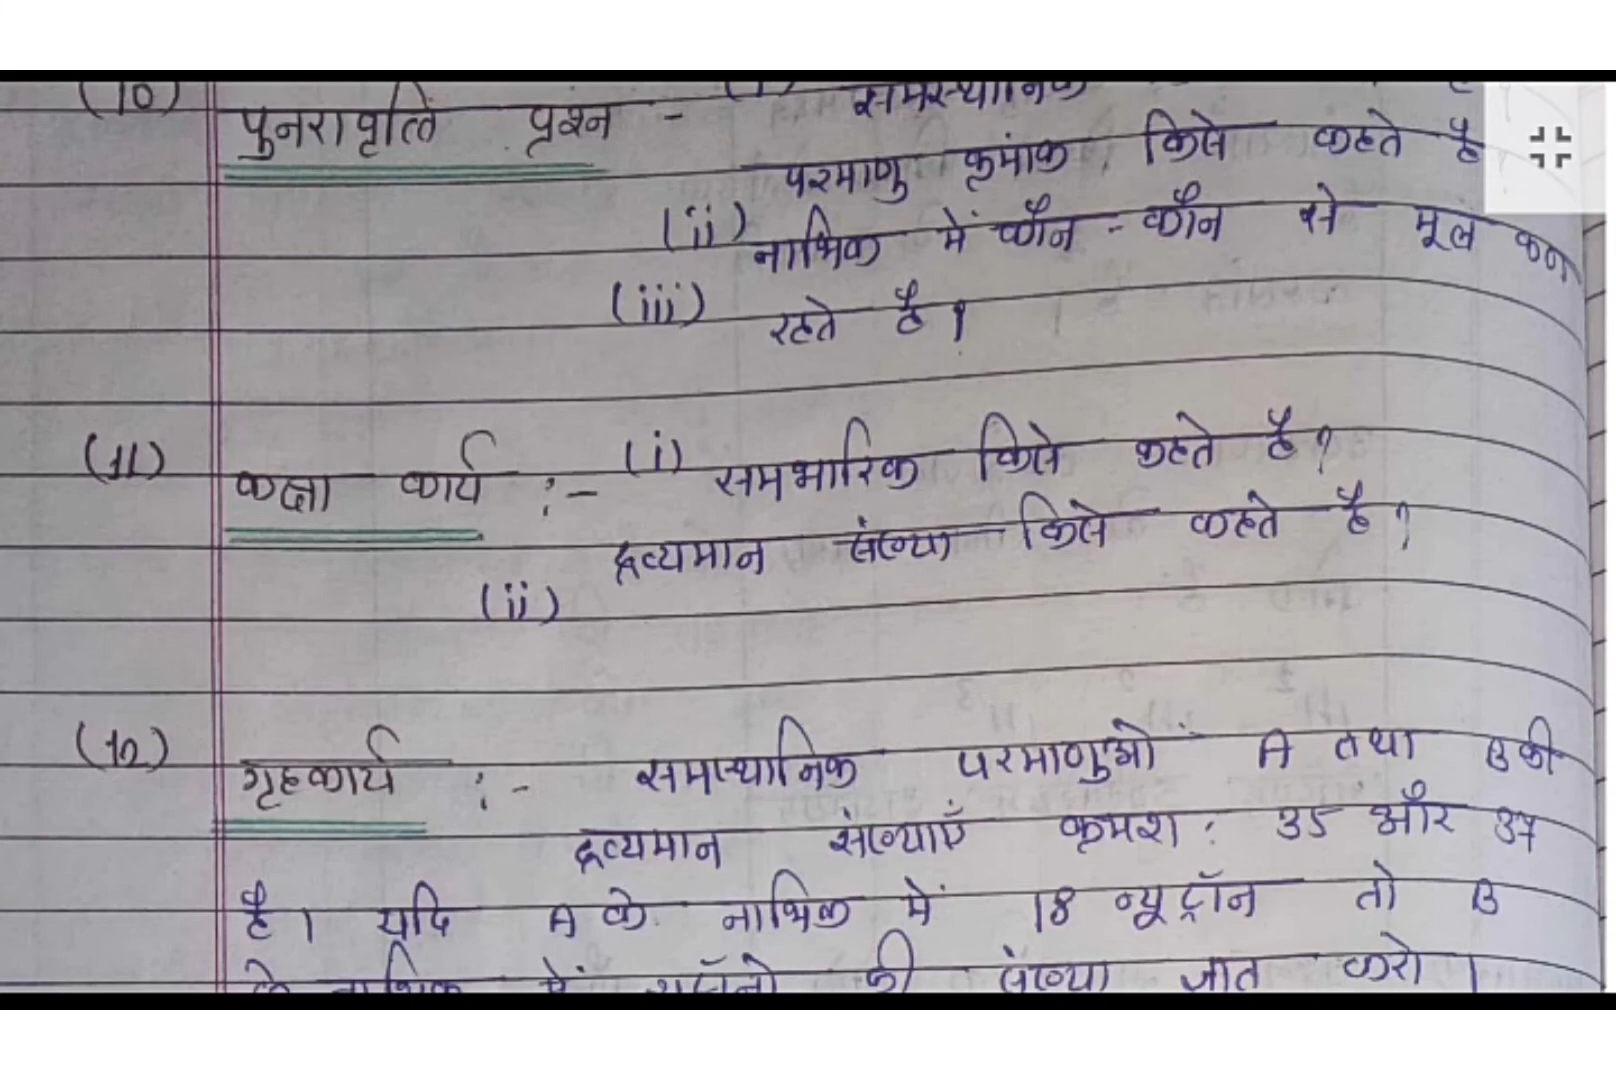 (10) पुनरावृति प्रश्न - (i) समस्थानिक
परमाणु क्रमांक किसे कहते है
(ii) नाभिक में कौन - कौन से मूल कण
(iii) रहते है।
(11) कक्षा कार्य :- (i) समभारिक किसे कहते है?
द्रव्यमान संख्या किसे कहते है?
(ii)
(12) गृहकार्य :- समस्थानिक परमाणुओं A तथा B की
द्रव्यमान संख्याएँ क्रमश: 35 और 37
है। यदि A के नाभिक में 18 न्यूट्रॉन तो B
के नाभिक में की संख्या ज्ञात करो।